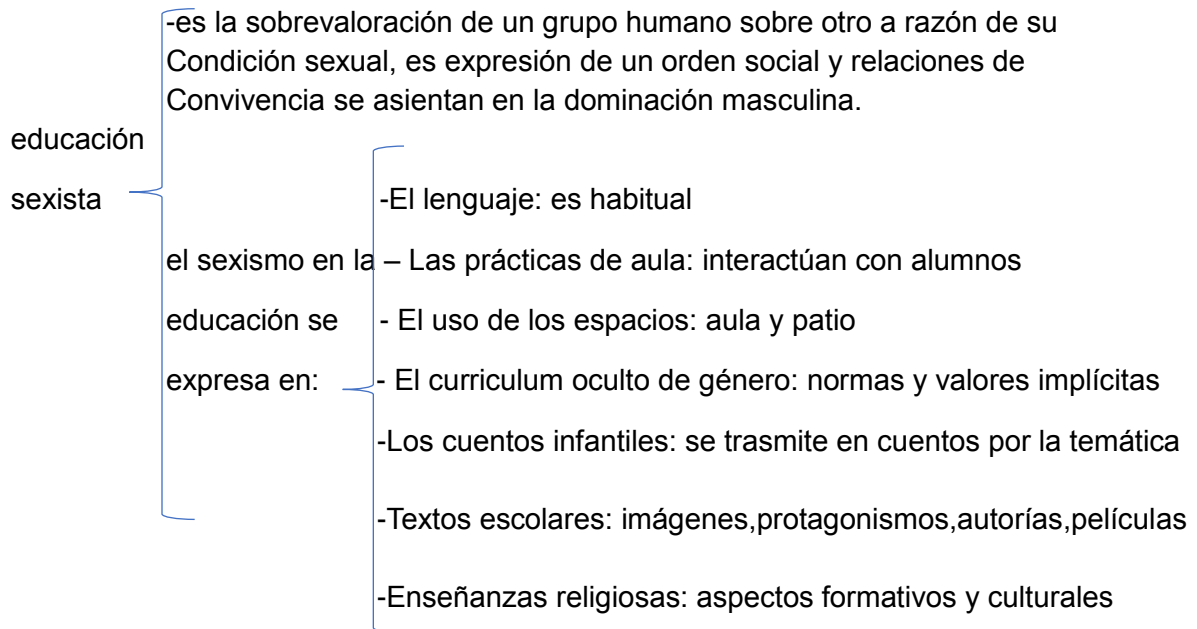 -es la sobrevaloración de un grupo humano sobre otro a razón de su
Condición sexual, es expresión de un orden social y relaciones de
Convivencia se asientan en la dominación masculina.
educación
sexista
-El lenguaje: es habitual
el sexismo en la – Las prácticas de aula: interactúan con alumnos
educación se - El uso de los espacios: aula y patio
expresa en: - El curriculum oculto de género: normas y valores implícitas
-Los cuentos infantiles: se trasmite en cuentos por la temática
-Textos escolares: imágenes,protagonismos,autorías,películas
-Enseñanzas religiosas: aspectos formativos y culturales